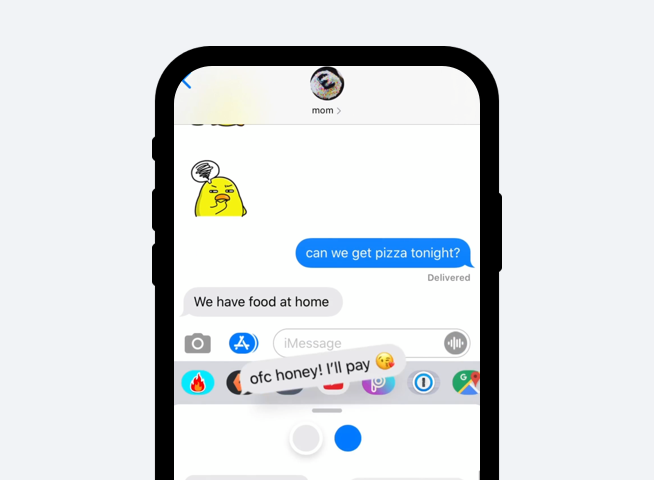 mom
can we get pizza tonight?
Delivered
We have food at home
iMessage
ofc honey! I'll pay 😘